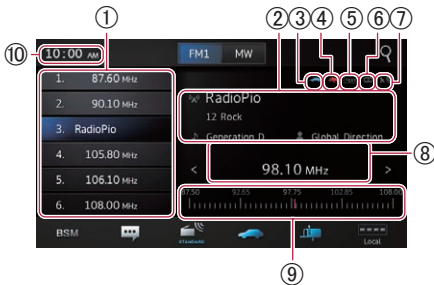 ① ② ③ ④ ⑤ ⑥ ⑦
⑩ 10:00 AM FM1 MW
1. 87.60 MHz
2. 90.10 MHz
3. RadioPio
4. 105.80 MHz
5. 106.10 MHz
6. 108.00 MHz
RadioPio
12 Rock
Generation D Global Direction
< 98.10 MHz > ⑧
87.50 92.65 97.75 102.85 108.00
BSM STANDARD Local
⑨